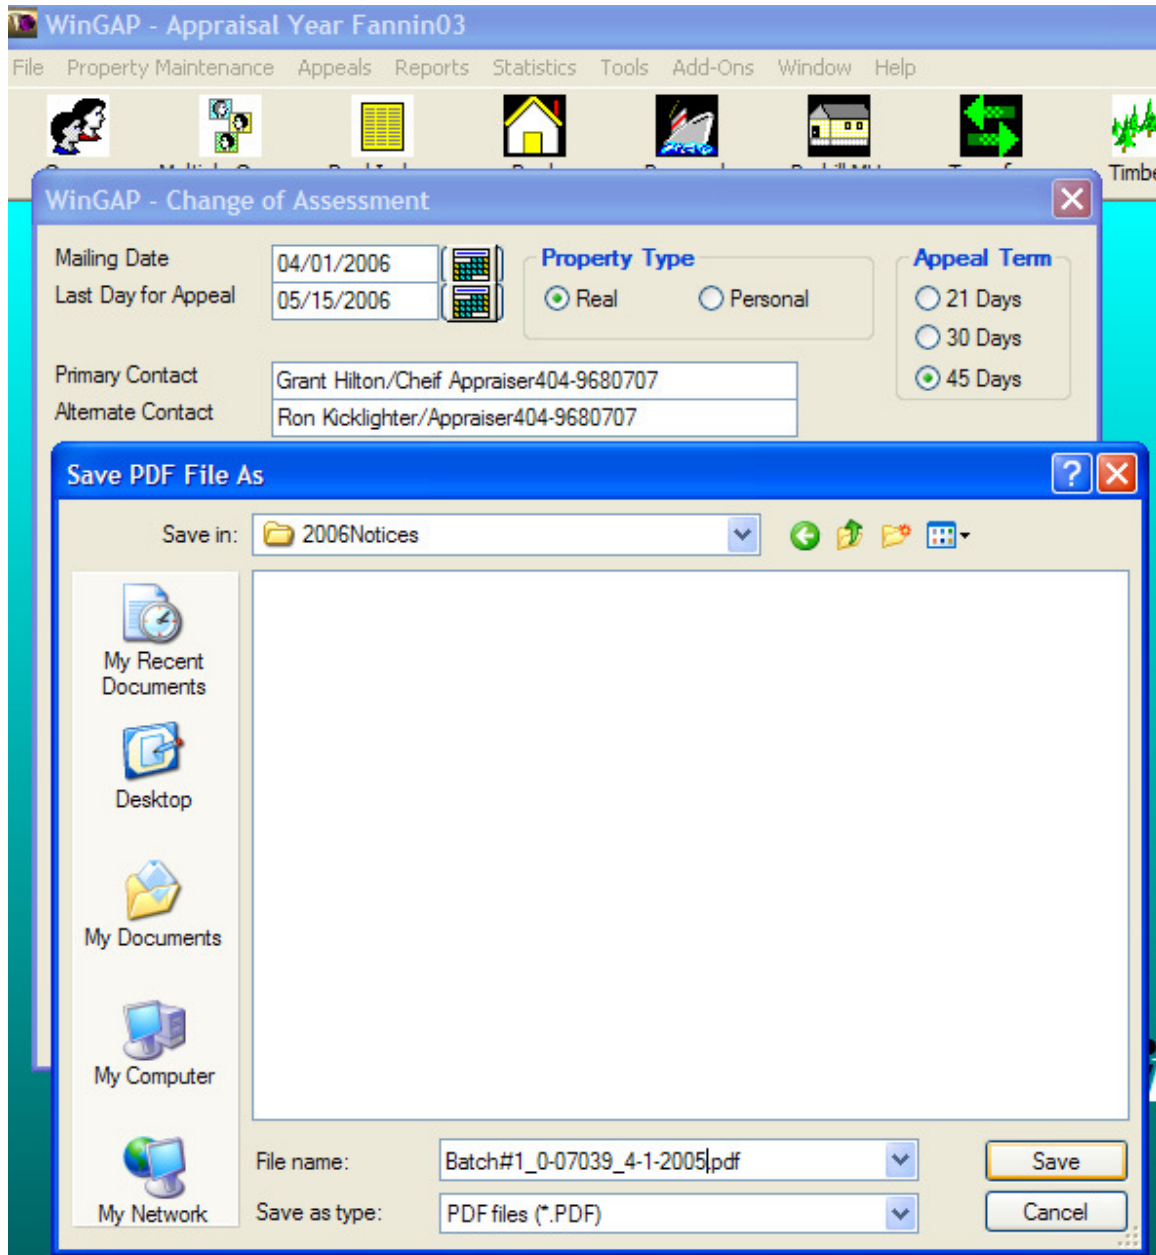 WinGAP - Appraisal Year Fannin03
File Property Maintenance Appeals Reports Statistics Tools Add-Ons Window Help
WinGAP - Change of Assessment
Mailing Date 04/01/2006 Property Type Appeal Term
Last Day for Appeal 05/15/2006 Real Personal 21 Days
30 Days
Primary Contact Grant Hilton/Cheif Appraiser404-9680707 45 Days
Alternate Contact Ron Kicklighter/Appraiser404-9680707
Save PDF File As
Save in: 2006Notices
My Recent
Documents
Desktop
My Documents
My Computer
File name: Batch#1_0-07039_4-1-2005.pdf Save
My Network Save as type: PDF files (*.PDF) Cancel